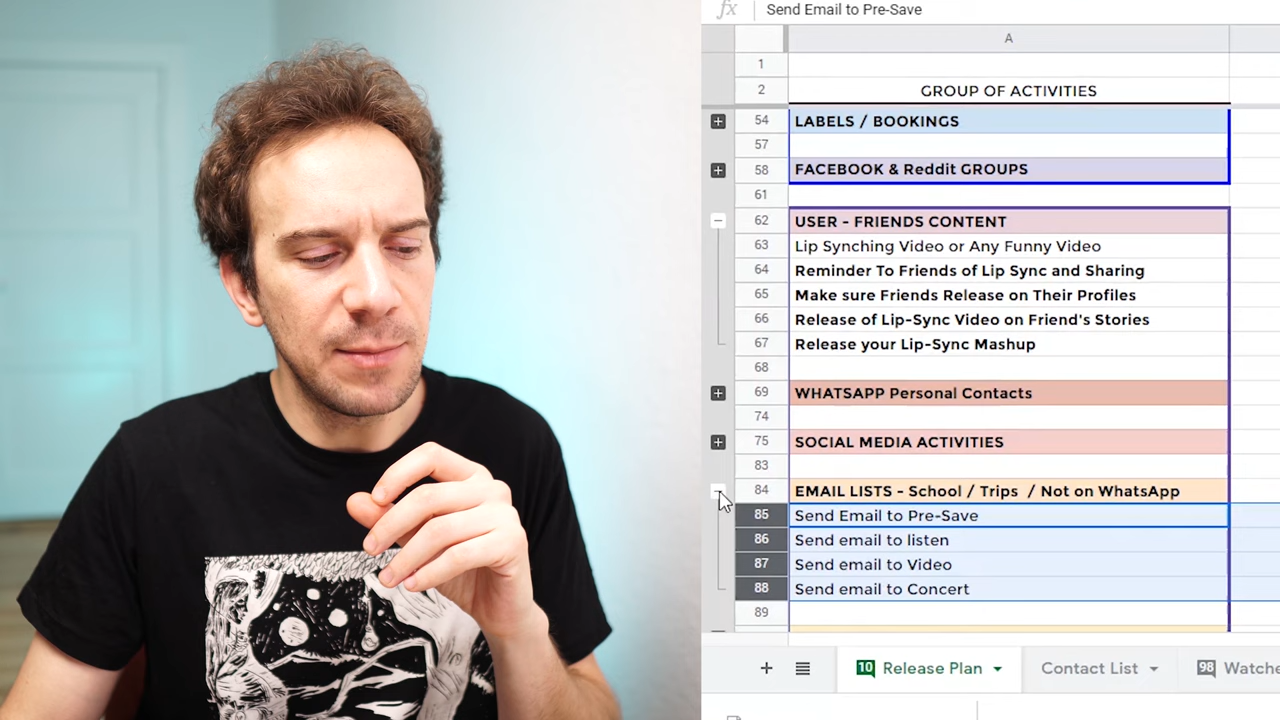 fx Send Email to Pre-Save
A
1
2 GROUP OF ACTIVITIES
54 LABELS / BOOKINGS
57
58 FACEBOOK & Reddit GROUPS
61
62 USER - FRIENDS CONTENT
63 Lip Synching Video or Any Funny Video
64 Reminder To Friends of Lip Sync and Sharing
65 Make sure Friends Release on Their Profiles
66 Release of Lip-Sync Video on Friend's Stories
67 Release your Lip-Sync Mashup
68
69 WHATSAPP Personal Contacts
74
75 SOCIAL MEDIA ACTIVITIES
83
84 EMAIL LISTS - School / Trips / Not on WhatsApp
85 Send Email to Pre-Save
86 Send email to listen
87 Send email to Video
88 Send email to Concert
89
10 Release Plan Contact List 98 Watche